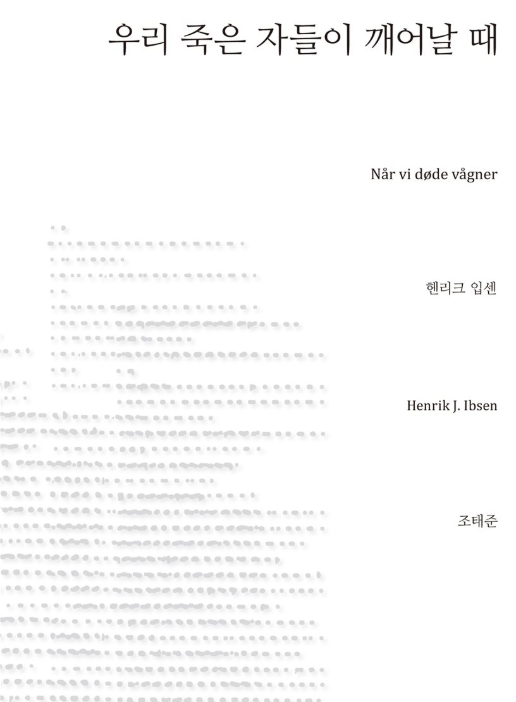 우리 죽은 자들이 깨어날 때
Når vi døde vågner
헨리크 입센
Henrik J. Ibsen
조태준